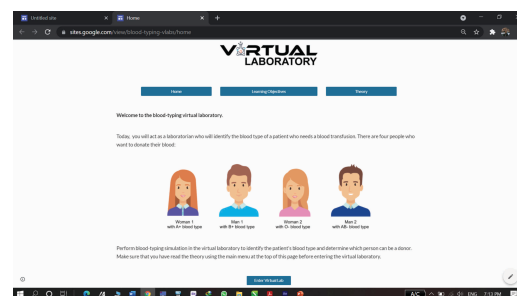 Untitled site
Home
sites.google.com/view/blood-typing-vlabs/home
VIRTUAL
LABORATORY
Home
Learning Objectives
Theory
Welcome to the blood-typing virtual laboratory.
Today, you will act as a laboratorian who will identify the blood type of a patient who needs a blood transfusion. There are four people who
want to donate their blood:
Woman 1
with A+ blood type
Man 1
with B+ blood type
Woman 2
with O- blood type
Man 2
with AB- blood type
Perform blood-typing simulation in the virtual laboratory to identify the patient's blood type and determine which person can be a donor.
Make sure that you have read the theory using the main menu at the top of this page before entering the virtual laboratory.
Enter Virtual Lab
A/C
ENG
7:13 PM